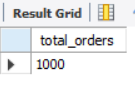 Result Grid
total_orders
1000